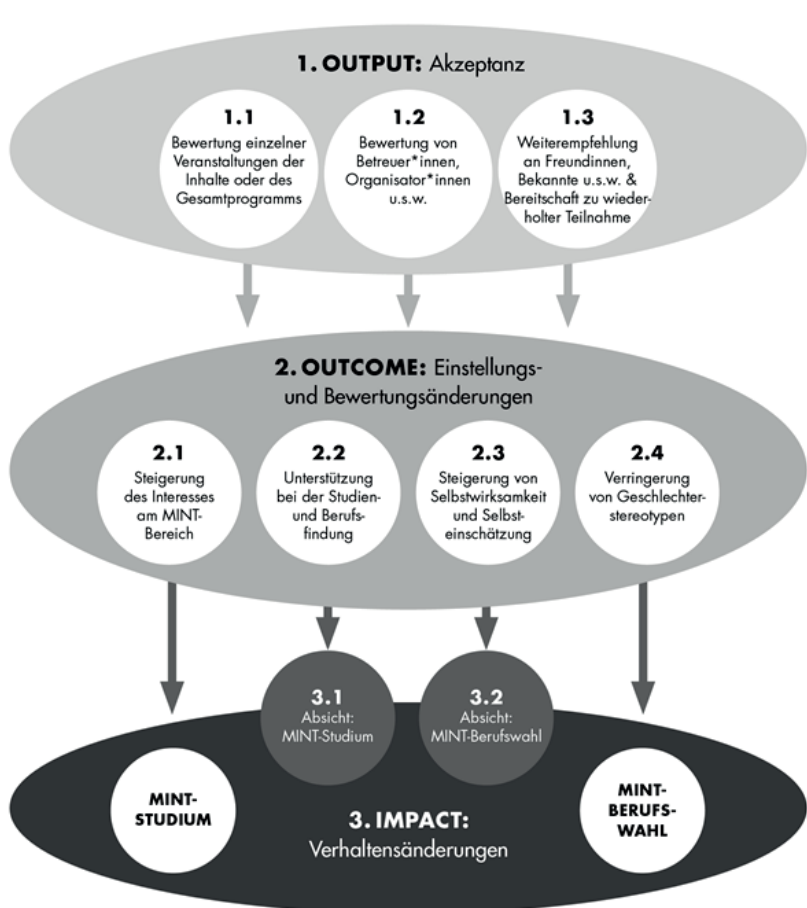 1. OUTPUT: Akzeptanz
1.1
Bewertung einzelner
Veranstaltungen der
Inhalte oder des
Gesamtprogramms
1.2
Bewertung von
Betreuer*innen,
Organisator*innen
u.s.w.
1.3
Weiterempfehlung
an Freundinnen,
Bekannte u.s.w. &
Bereitschaft zu wieder-
holter Teilnahme
2. OUTCOME: Einstellungs-
und Bewertungsänderungen
2.1
Steigerung
des Interesses
am MINT-
Bereich
2.2
Unterstützung
bei der Studien-
und Berufs-
findung
2.3
Steigerung von
Selbstwirksamkeit
und Selbst-
einschätzung
2.4
Verringerung
von Geschlechter-
stereotypen
3.1
Absicht:
MINT-Studium
3.2
Absicht:
MINT-Berufswahl
MINT-
STUDIUM
3. IMPACT:
Verhaltensänderungen
MINT-
BERUFS-
WAHL